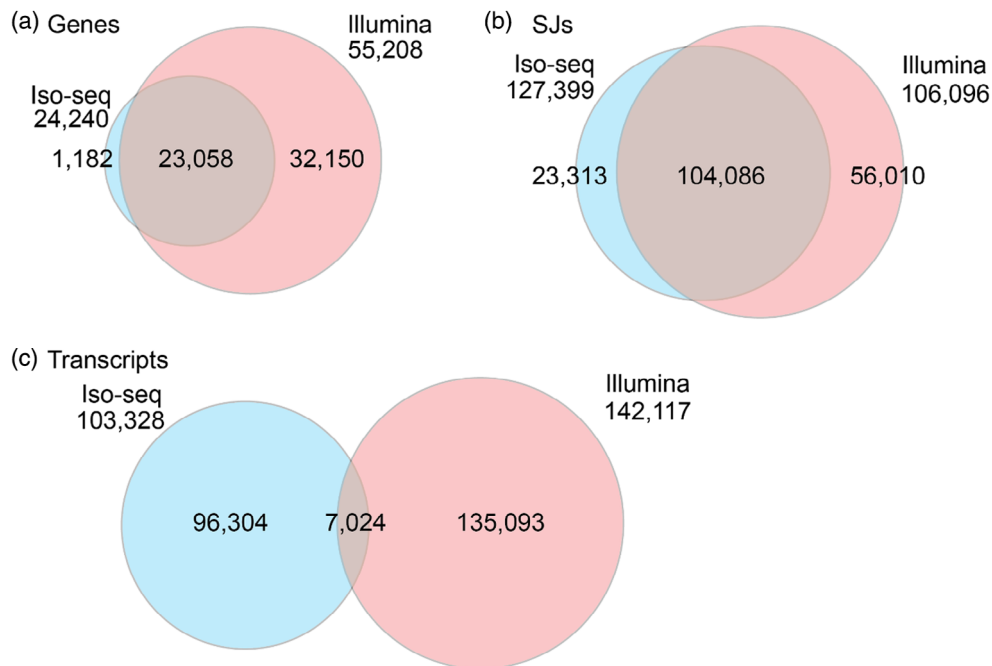 (a) Genes
Illumina
55,208
Iso-seq
24,240
1,182
23,058
32,150
(b) SJs
Iso-seq
127,399
Illumina
106,096
23,313
104,086
56,010
(c) Transcripts
Iso-seq
103,328
Illumina
142,117
96,304
7,024
135,093